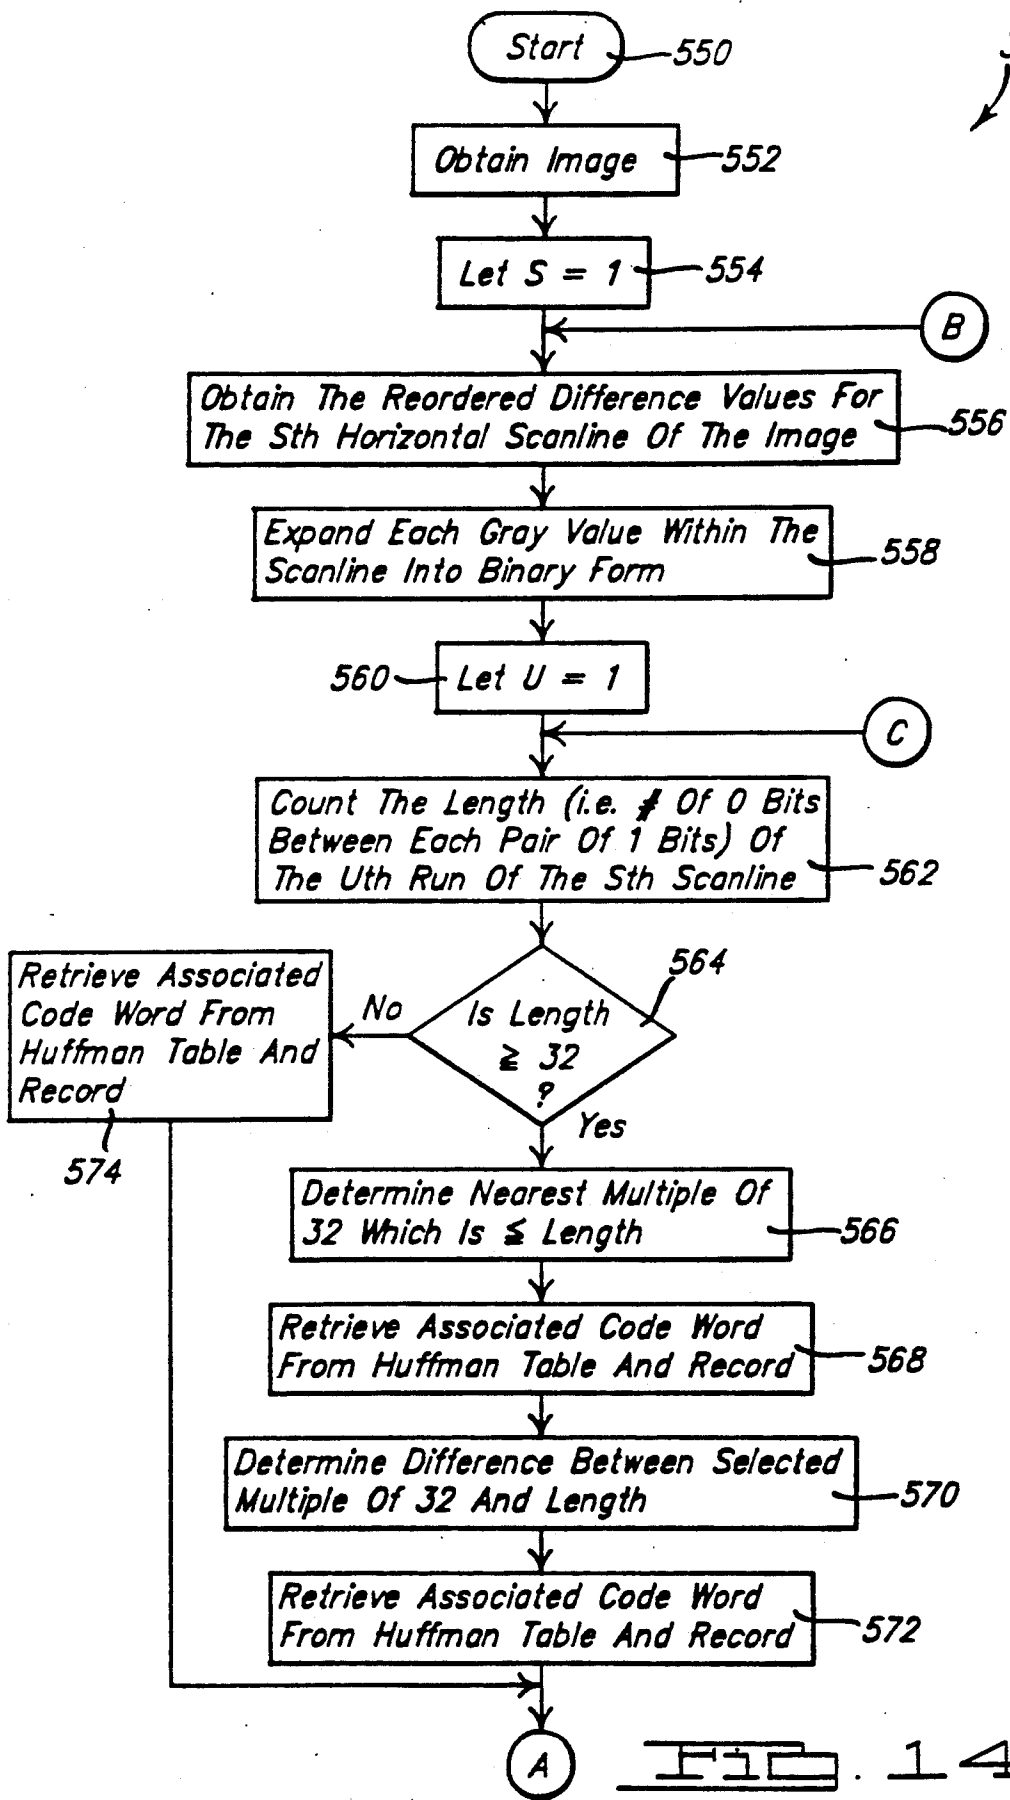 Start
550
Obtain Image
552
Let S = 1
554
B
Obtain The Reordered Difference Values For
The Sth Horizontal Scanline Of The Image
556
Expand Each Gray Value Within The
Scanline Into Binary Form
558
560
Let U = 1
C
Count The Length (i.e. # Of 0 Bits
Between Each Pair Of 1 Bits) Of
The Uth Run Of The Sth Scanline
562
564
Is Length
≧ 32
?
No
Yes
Retrieve Associated
Code Word From
Huffman Table And
Record
574
Determine Nearest Multiple Of
32 Which Is ≦ Length
566
Retrieve Associated Code Word
From Huffman Table And Record
568
Determine Difference Between Selected
Multiple Of 32 And Length
570
Retrieve Associated Code Word
From Huffman Table And Record
572
A
FIG. 14